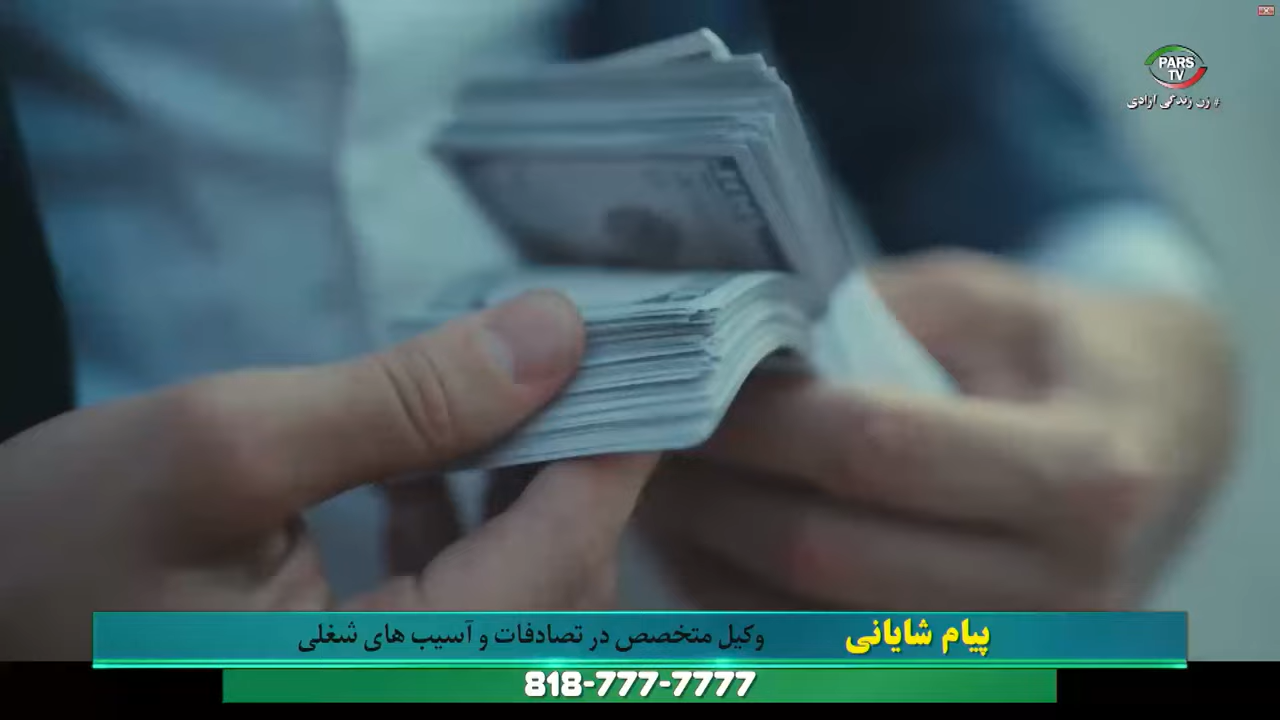 PARS
TV
# زن زندگی آزادی
پیام شایانی
وکیل متخصص در تصادفات و آسیب های شغلی
818-777-7777